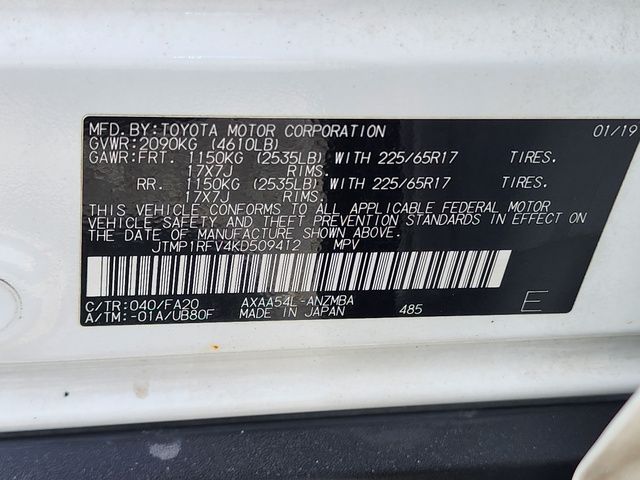 MFD.BY:TOYOTA MOTOR CORPORATION 01/19
GVWR:2090KG (4610LB)
GAWR:FRT. 1150KG (2535LB) WITH 225/65R17 TIRES.
17X7J RIMS.
RR. 1150KG (2535LB) WITH 225/65R17 TIRES.
17X7J RIMS.
THIS VEHICLE CONFORMS TO ALL APPLICABLE FEDERAL MOTOR
VEHICLE SAFETY AND THEFT PREVENTION STANDARDS IN EFFECT ON
THE DATE OF MANUFACTURE SHOWN ABOVE.
JTMP1RFV4KD509412 MPV
C/TR:040/FA20 AXAA54L-ANZMBA
A/TM:-01A/UB80F MADE IN JAPAN 485 E